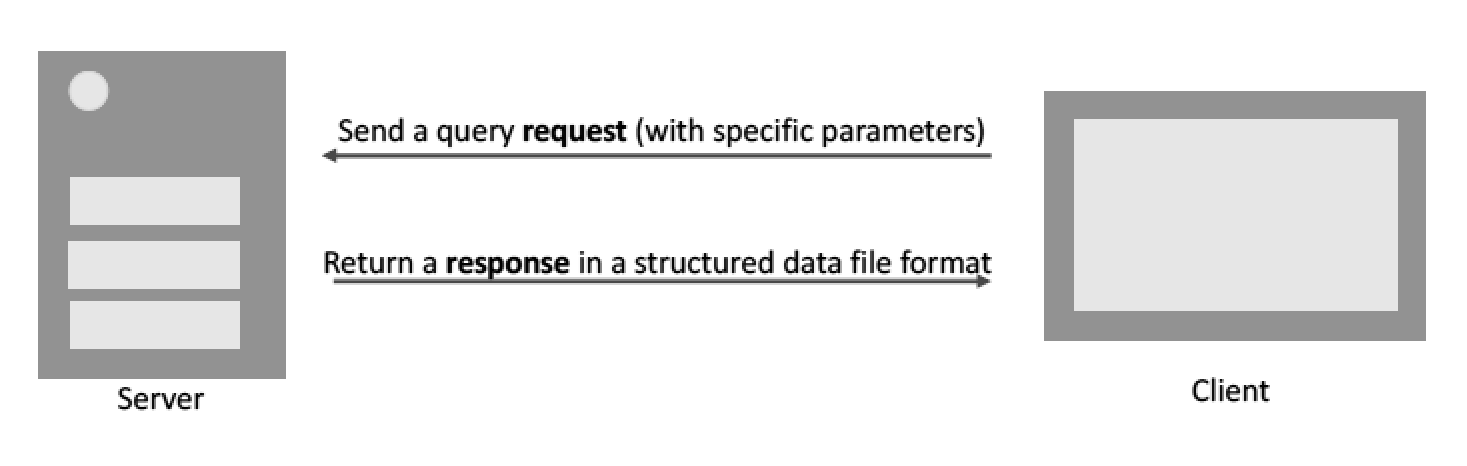 Send a query request (with specific parameters)
Return a response in a structured data file format
Server
Client